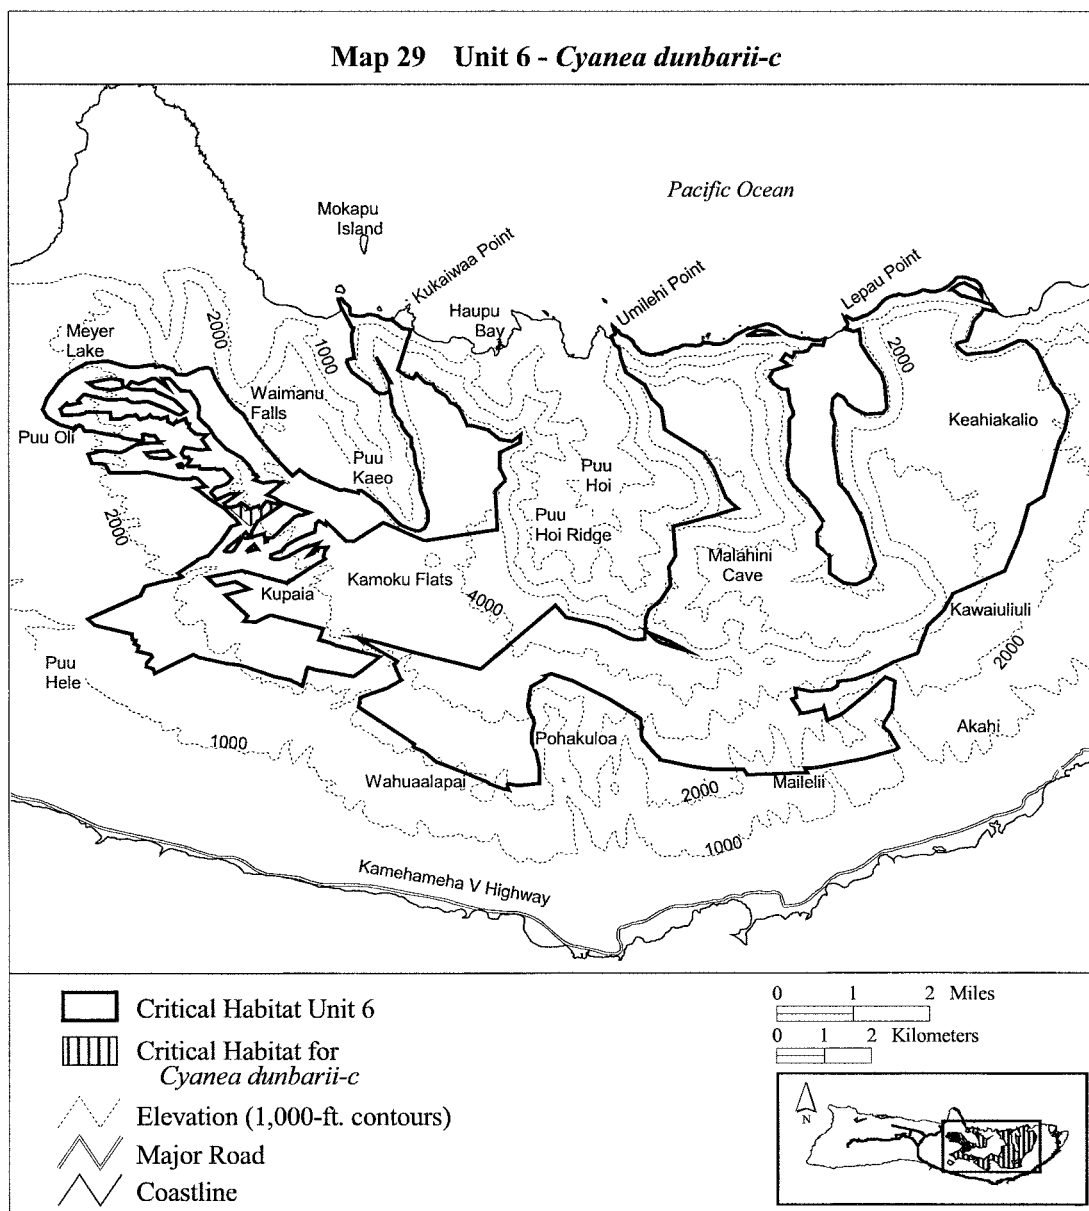 Map 29 Unit 6 - Cyanea dunbarii-c
Pacific Ocean
Mokapu
Island
Kukaiwaa Point
Haupu
Bay
Umilehi Point
Lepau Point
Meyer
Lake
2000
1000
2000
Waimanu
Falls
Keahiakalio
Puu Oli
Puu
Kaeo
Puu
Hoi
2000
Puu
Hoi Ridge
Malahini
Cave
Kamoku Flats
Kupaia
4000
Kawaiuliuli
2000
Puu
Hele
1000
Pohakuloa
Akahi
Wahuaalapai
2000
Mailelii
1000
Kamehameha V Highway
Critical Habitat Unit 6
Critical Habitat for
Cyanea dunbarii-c
Elevation (1,000-ft. contours)
Major Road
Coastline
0 1 2 Miles
0 1 2 Kilometers
N